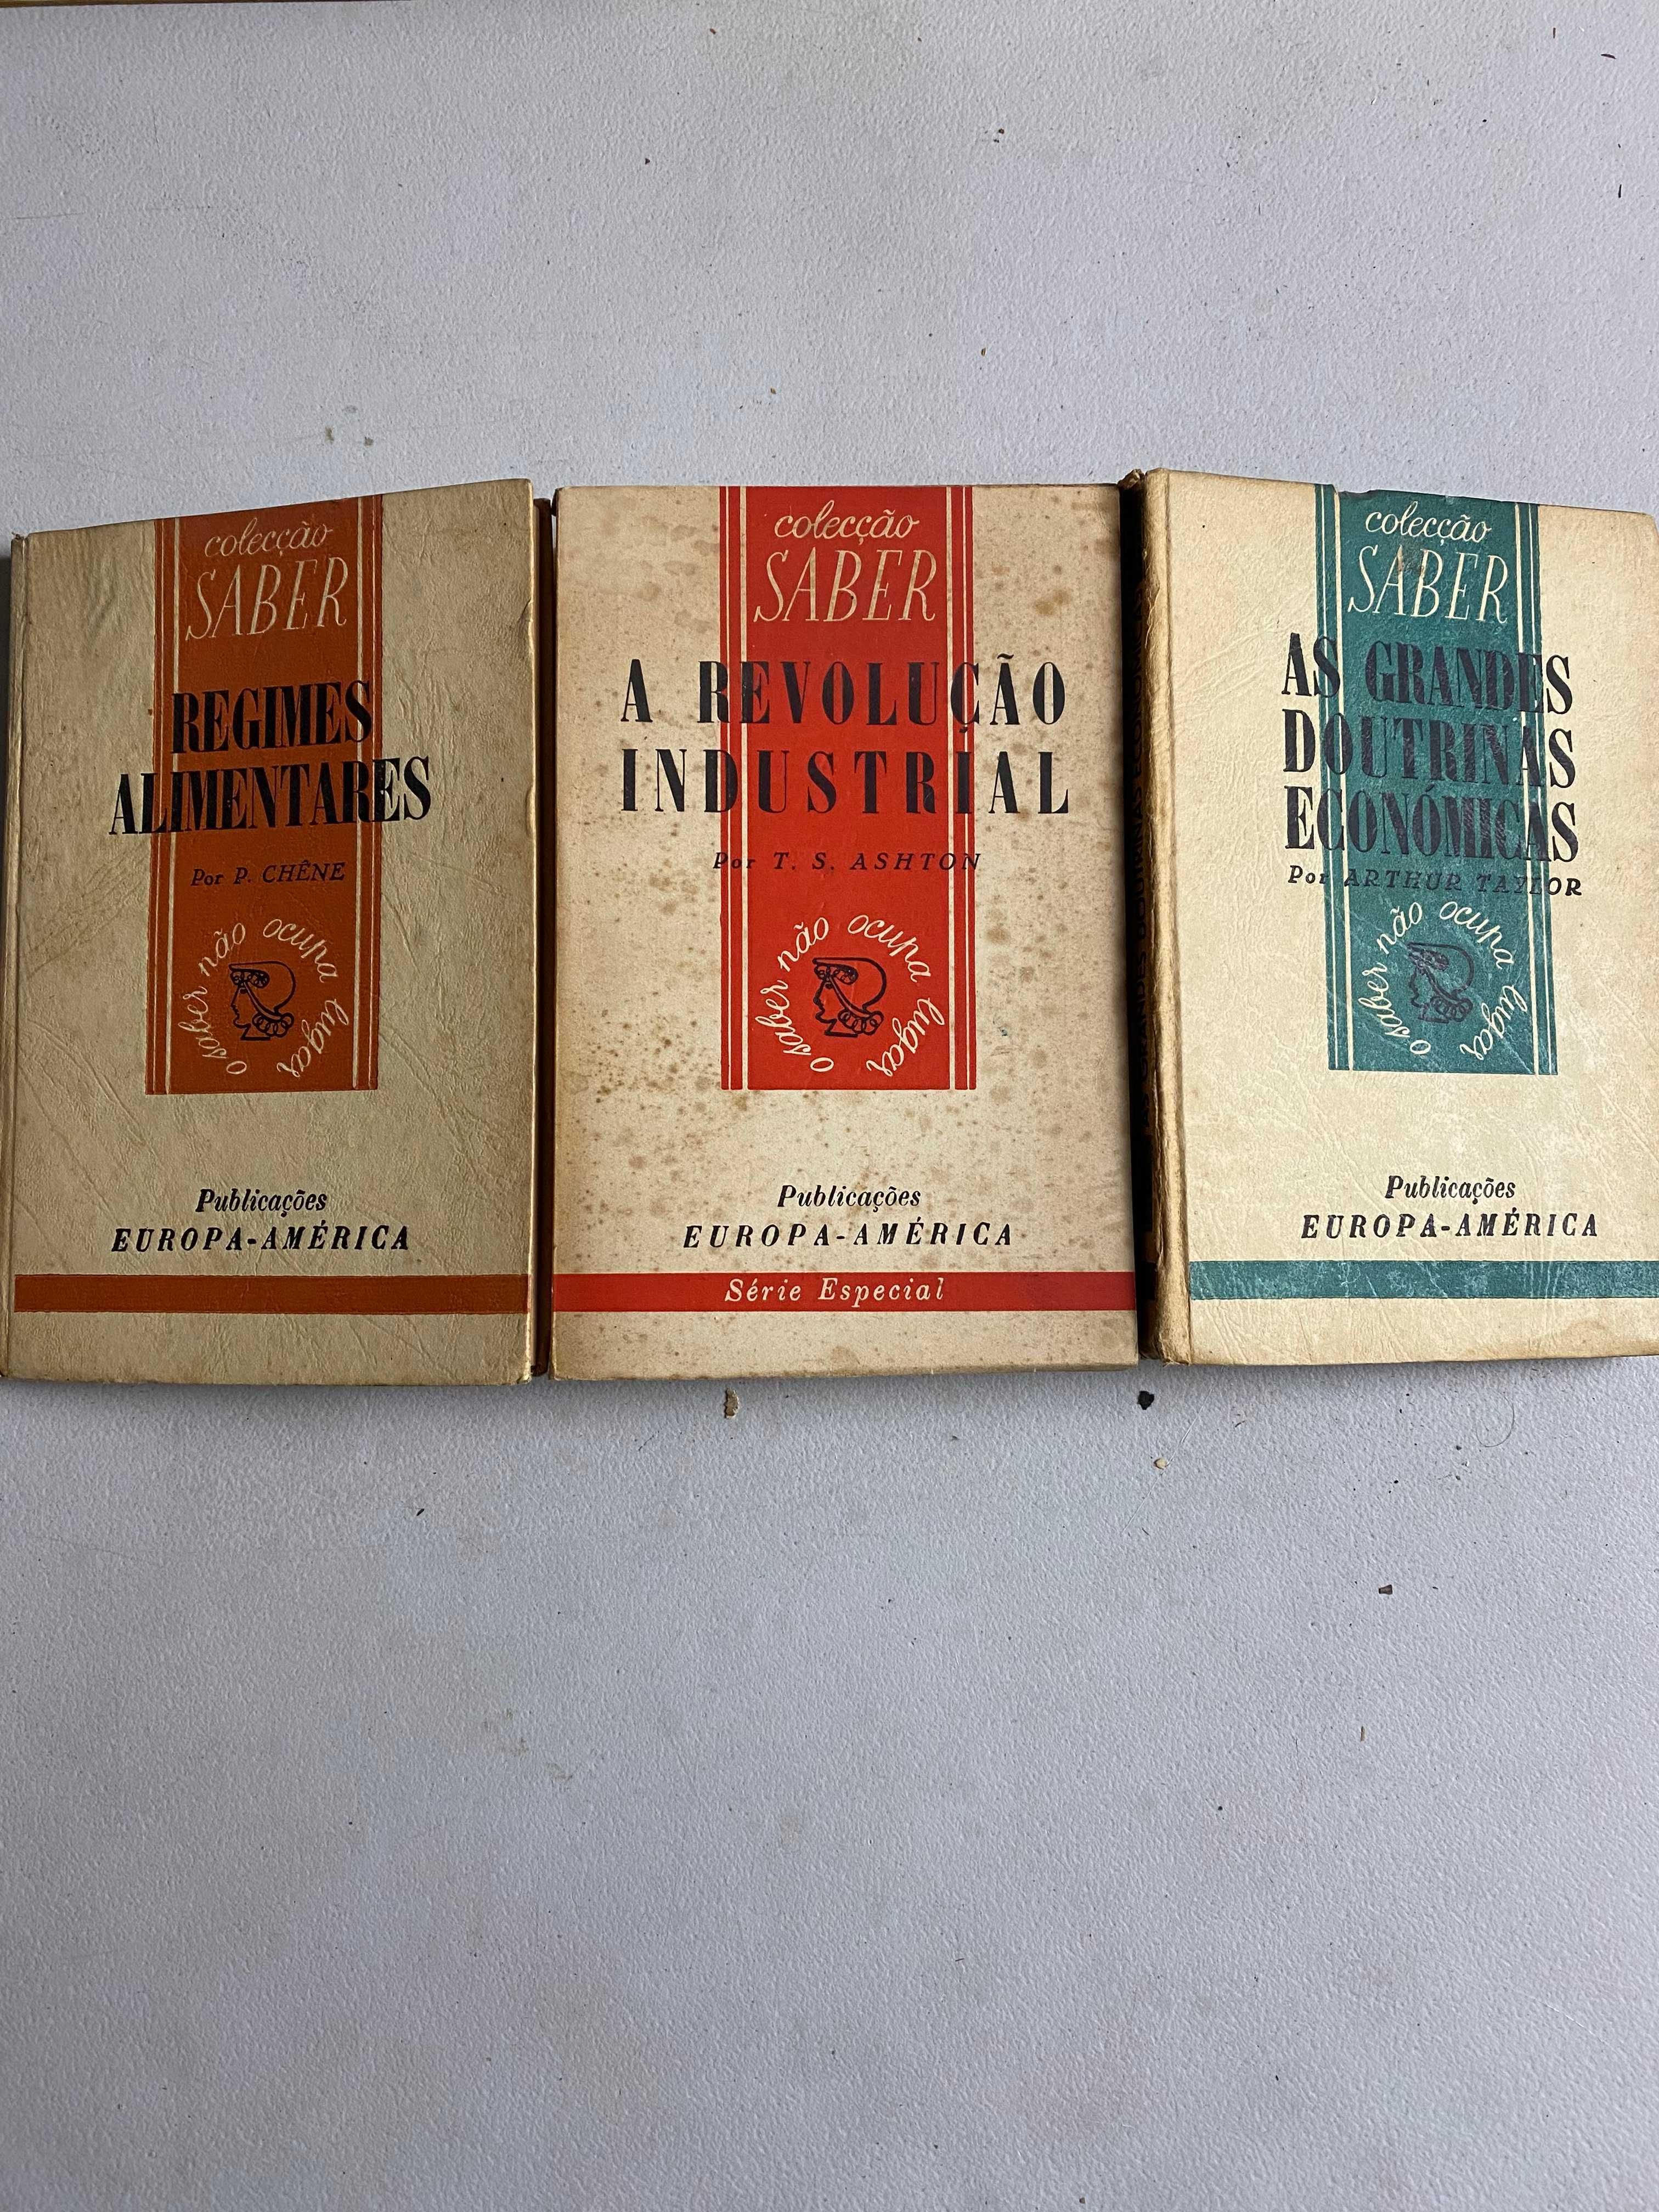 colecção
SABER
REGIMES
ALIMENTARES
Por P. CHÊNE
o saber não ocupa lugar
Publicações
EUROPA-AMÉRICA
colecção
SABER
A REVOLUÇÃO
INDUSTRIAL
Por T. S. ASHTON
o saber não ocupa lugar
Publicações
EUROPA-AMÉRICA
Série Especial
colecção
SABER
AS GRANDES
DOUTRINAS
ECONÓMICAS
Por ARTHUR TAYLOR
o saber não ocupa lugar
Publicações
EUROPA-AMÉRICA